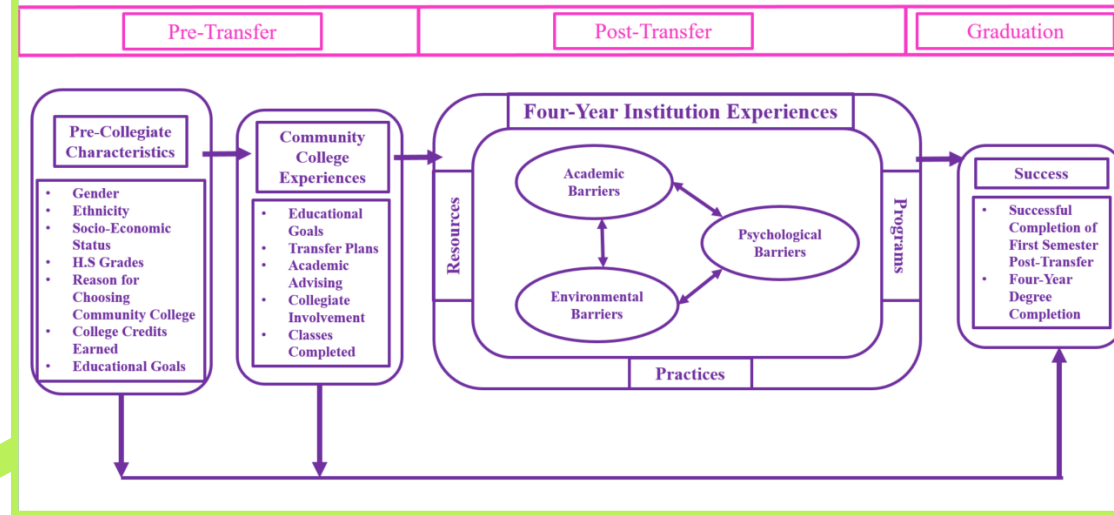 Pre-Transfer
Post-Transfer
Graduation
Pre-Collegiate
Characteristics
• Gender
• Ethnicity
• Socio-Economic
Status
• H.S Grades
• Reason for
Choosing
Community College
• College Credits
Earned
• Educational Goals
Community
College
Experiences
• Educational
Goals
• Transfer Plans
• Academic
Advising
• Collegiate
Involvement
• Classes
Completed
Four-Year Institution Experiences
Resources
Academic
Barriers
Psychological
Barriers
Environmental
Barriers
Programs
Practices
Success
• Successful
Completion of
First Semester
Post-Transfer
• Four-Year
Degree
Completion